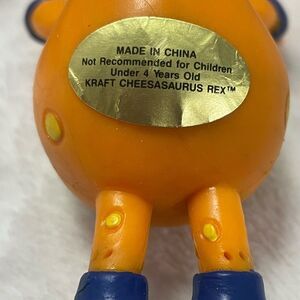 MADE IN CHINA
Not Recommended for Children
Under 4 Years Old
KRAFT CHEESASAURUS REX™